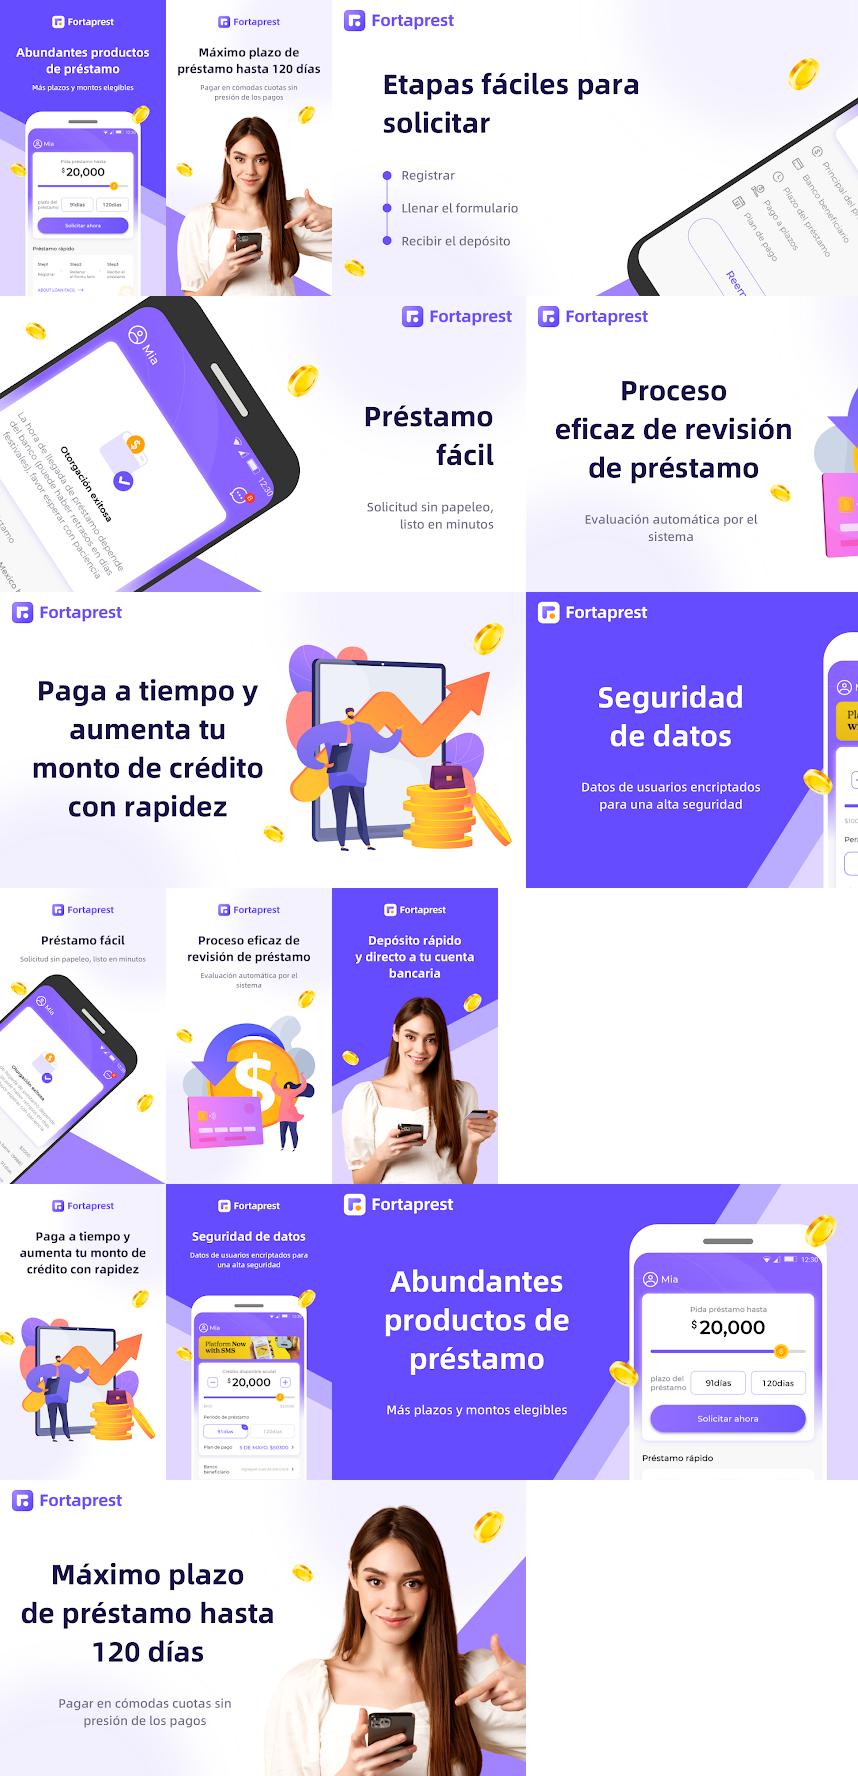 Fortaprest
Abundantes productos
de préstamo
Más plazos y montos elegibles
12:30
Mia
Pida préstamo hasta
$20,000
plazo del
préstamo
91días
120días
Solicitar ahora
Préstamo rápido
Step1
Step2
Step3
Registrar
ABOUT LOAN FACIL
Fortaprest
Máximo plazo de
préstamo hasta 120 días
Pagar en cómodas cuotas sin
presión de los pagos
Fortaprest
Etapas fáciles para
solicitar
Registrar
Llenar el formulario
Recibir el depósito
Principal del
Banco beneficiario
Plazo del préstamo
Pago a plazos
Plan de pago
Fortaprest
Mia
12:30
Otorgación exitosa
La hora de llegada de préstamo depende
del banco (puede haber retrasos en días
festivales), favor esperar con paciencia
Préstamo
fácil
Solicitud sin papeleo,
listo en minutos
Fortaprest
Proceso
eficaz de revisión
de préstamo
Evaluación automática por el
sistema
Fortaprest
Paga a tiempo y
aumenta tu
monto de crédito
con rapidez
Fortaprest
Seguridad
de datos
Datos de usuarios encriptados
para una alta seguridad
Fortaprest
Préstamo fácil
Solicitud sin papeleo, listo en minutos
Mia
Otorgación exitosa
Fortaprest
Proceso eficaz de
revisión de préstamo
Evaluación automática por el
sistema
$
Fortaprest
Depósito rápido
y directo a tu cuenta
bancaria
Fortaprest
Paga a tiempo y
aumenta tu monto de
crédito con rapidez
Fortaprest
Seguridad de datos
Datos de usuarios encriptados para
una alta seguridad
12:30
Mia
Platform Now
with SMS
$20,000
Periodo de préstamo
91días
120días
Plan de pago
5 DE MAYO, $50300
Banco
beneficiario
Fortaprest
Abundantes
productos de
préstamo
Más plazos y montos elegibles
12:30
Mia
Pida préstamo hasta
$20,000
plazo del
préstamo
91días
120días
Solicitar ahora
Préstamo rápido
Fortaprest
Máximo plazo
de préstamo hasta
120 días
Pagar en cómodas cuotas sin
presión de los pagos